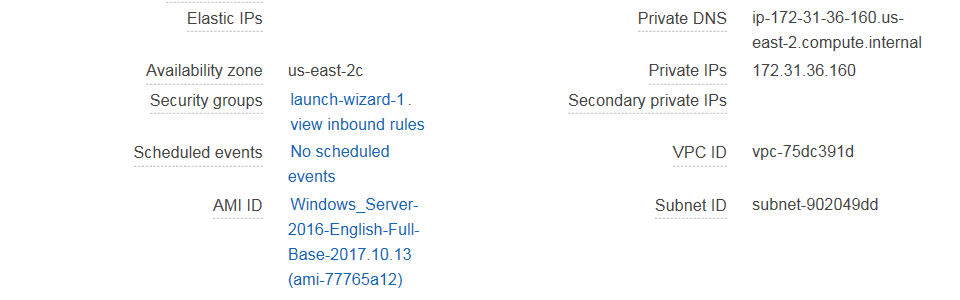 Elastic IPs
Private DNS ip-172-31-36-160.us-
east-2.compute.internal
Availability zone us-east-2c
Private IPs 172.31.36.160
Security groups launch-wizard-1 .
view inbound rules
Secondary private IPs
Scheduled events No scheduled
events
VPC ID vpc-75dc391d
AMI ID Windows_Server-
2016-English-Full-
Base-2017.10.13
(ami-77765a12)
Subnet ID subnet-902049dd